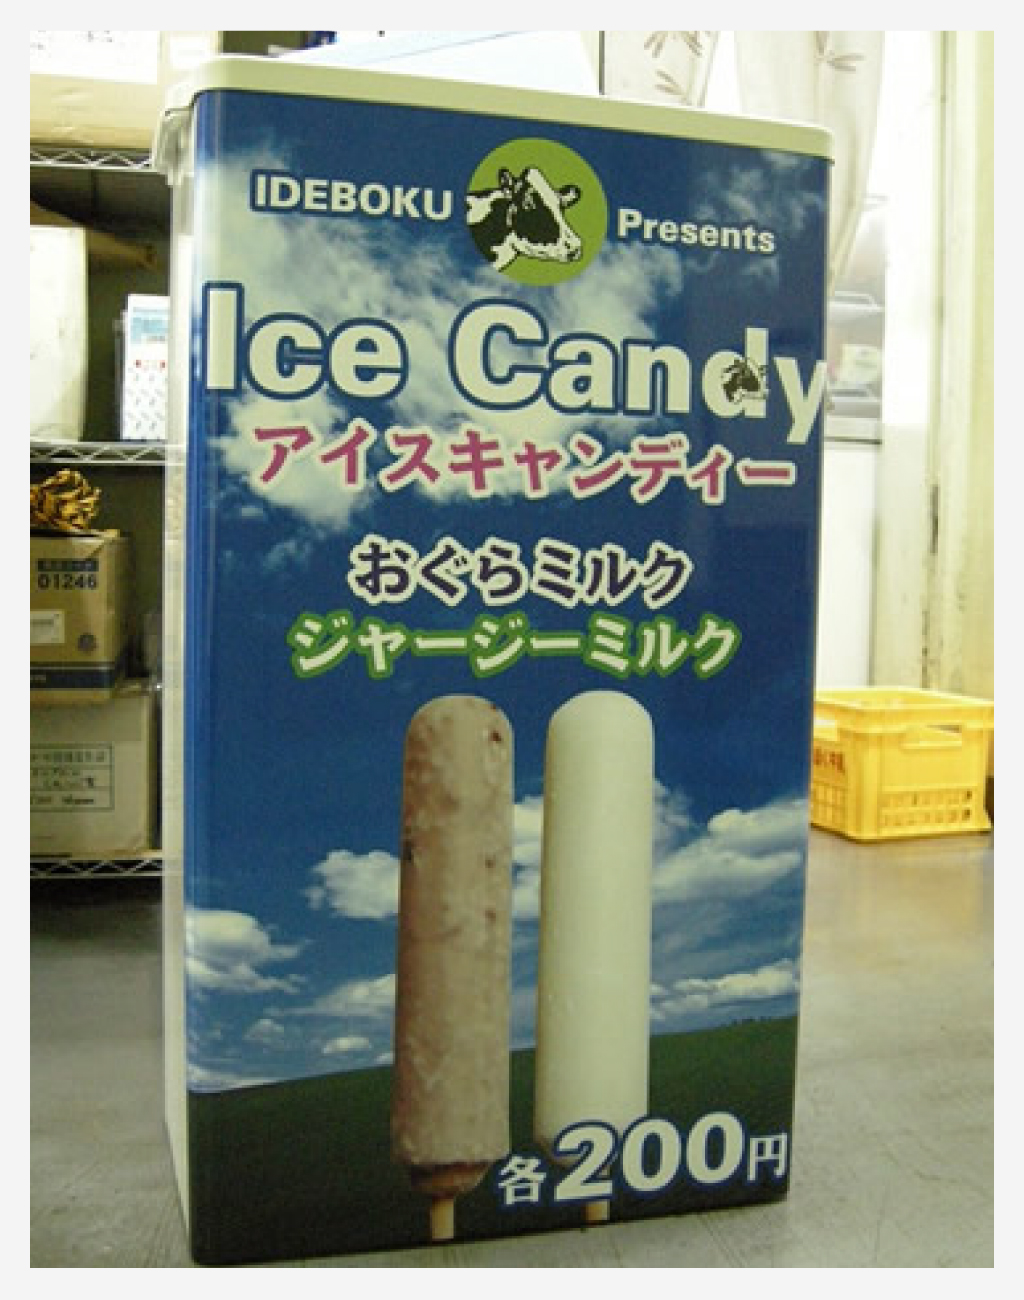 IDEBOKU Presents
Ice Candy
アイスキャンディー
おぐらミルク
ジャージーミルク
各200円
01246